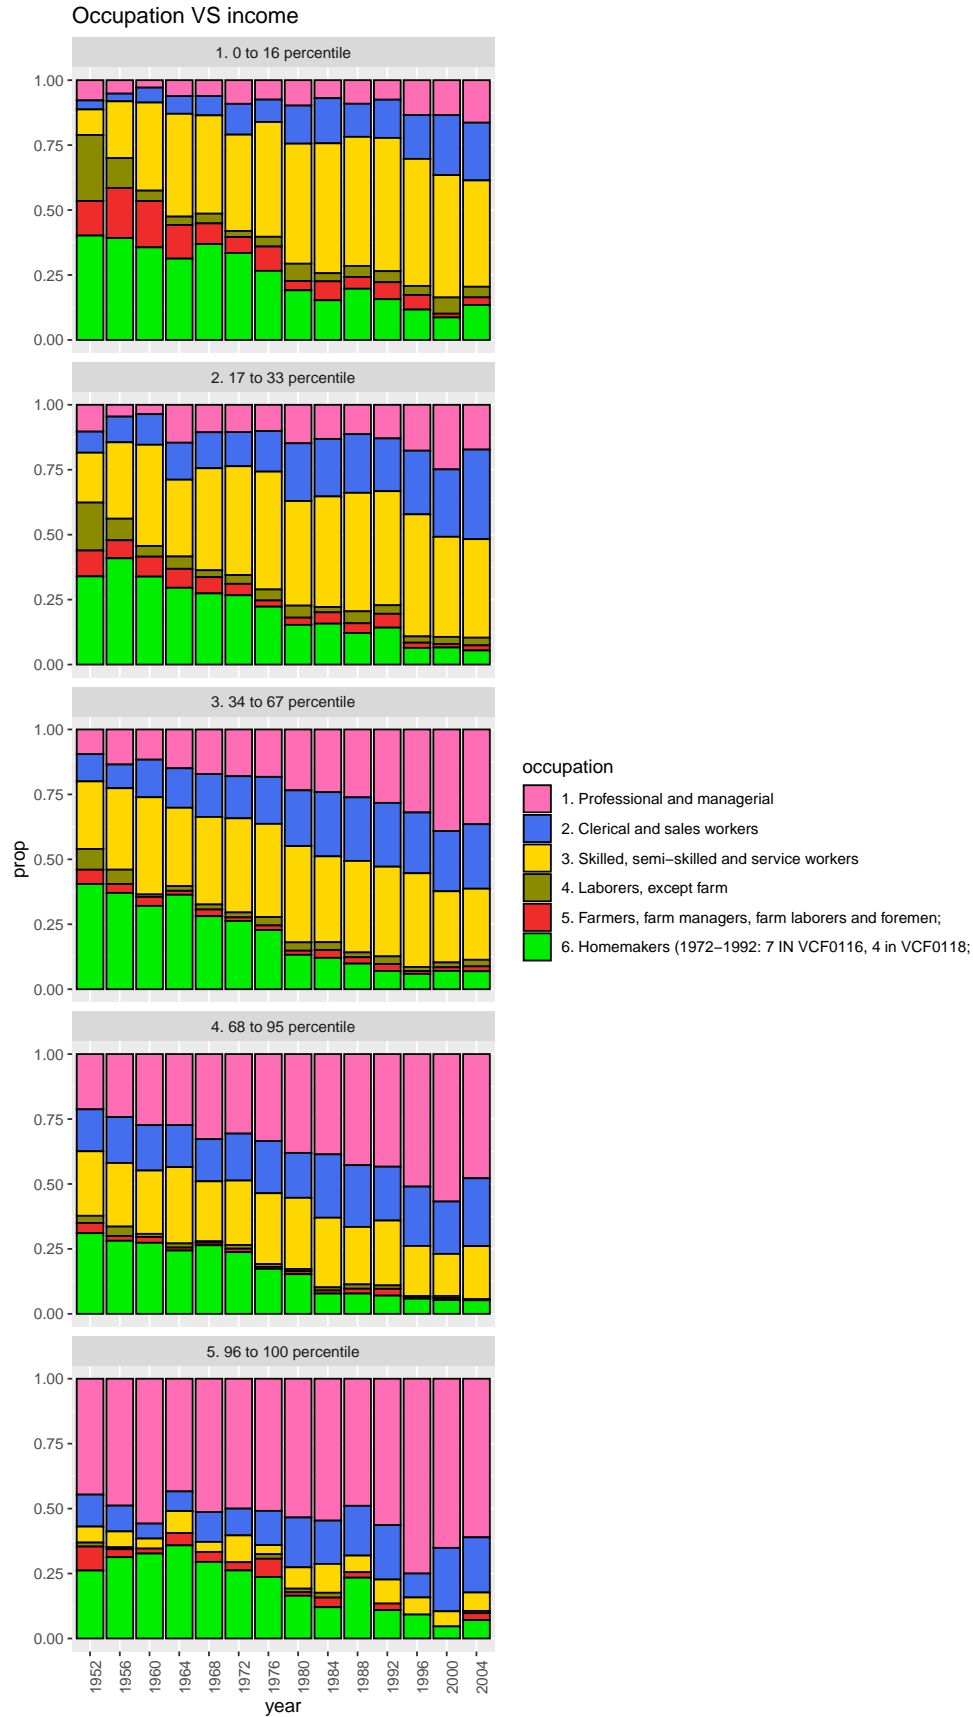 Occupation VS income
1. 0 to 16 percentile
1.00
0.75
0.50
0.25
0.00
2. 17 to 33 percentile
1.00
0.75
0.50
0.25
0.00
3. 34 to 67 percentile
1.00
0.75
0.50
0.25
0.00
prop
occupation
1. Professional and managerial
2. Clerical and sales workers
3. Skilled, sem−skilled and service workers
4. Laborers, except farm
5. Farmers, farm managers, farm laborers and foremen;
6. Homemakers (1972−1992: 7 IN VCF0116, 4 in VCF0118;
4. 68 to 95 percentile
1.00
0.75
0.50
0.25
0.00
5. 96 to 100 percentile
1.00
0.75
0.50
0.25
0.00
1952
1956
1960
1964
1968
1972
1976
1980
1984
1988
1992
1996
2000
2004
year